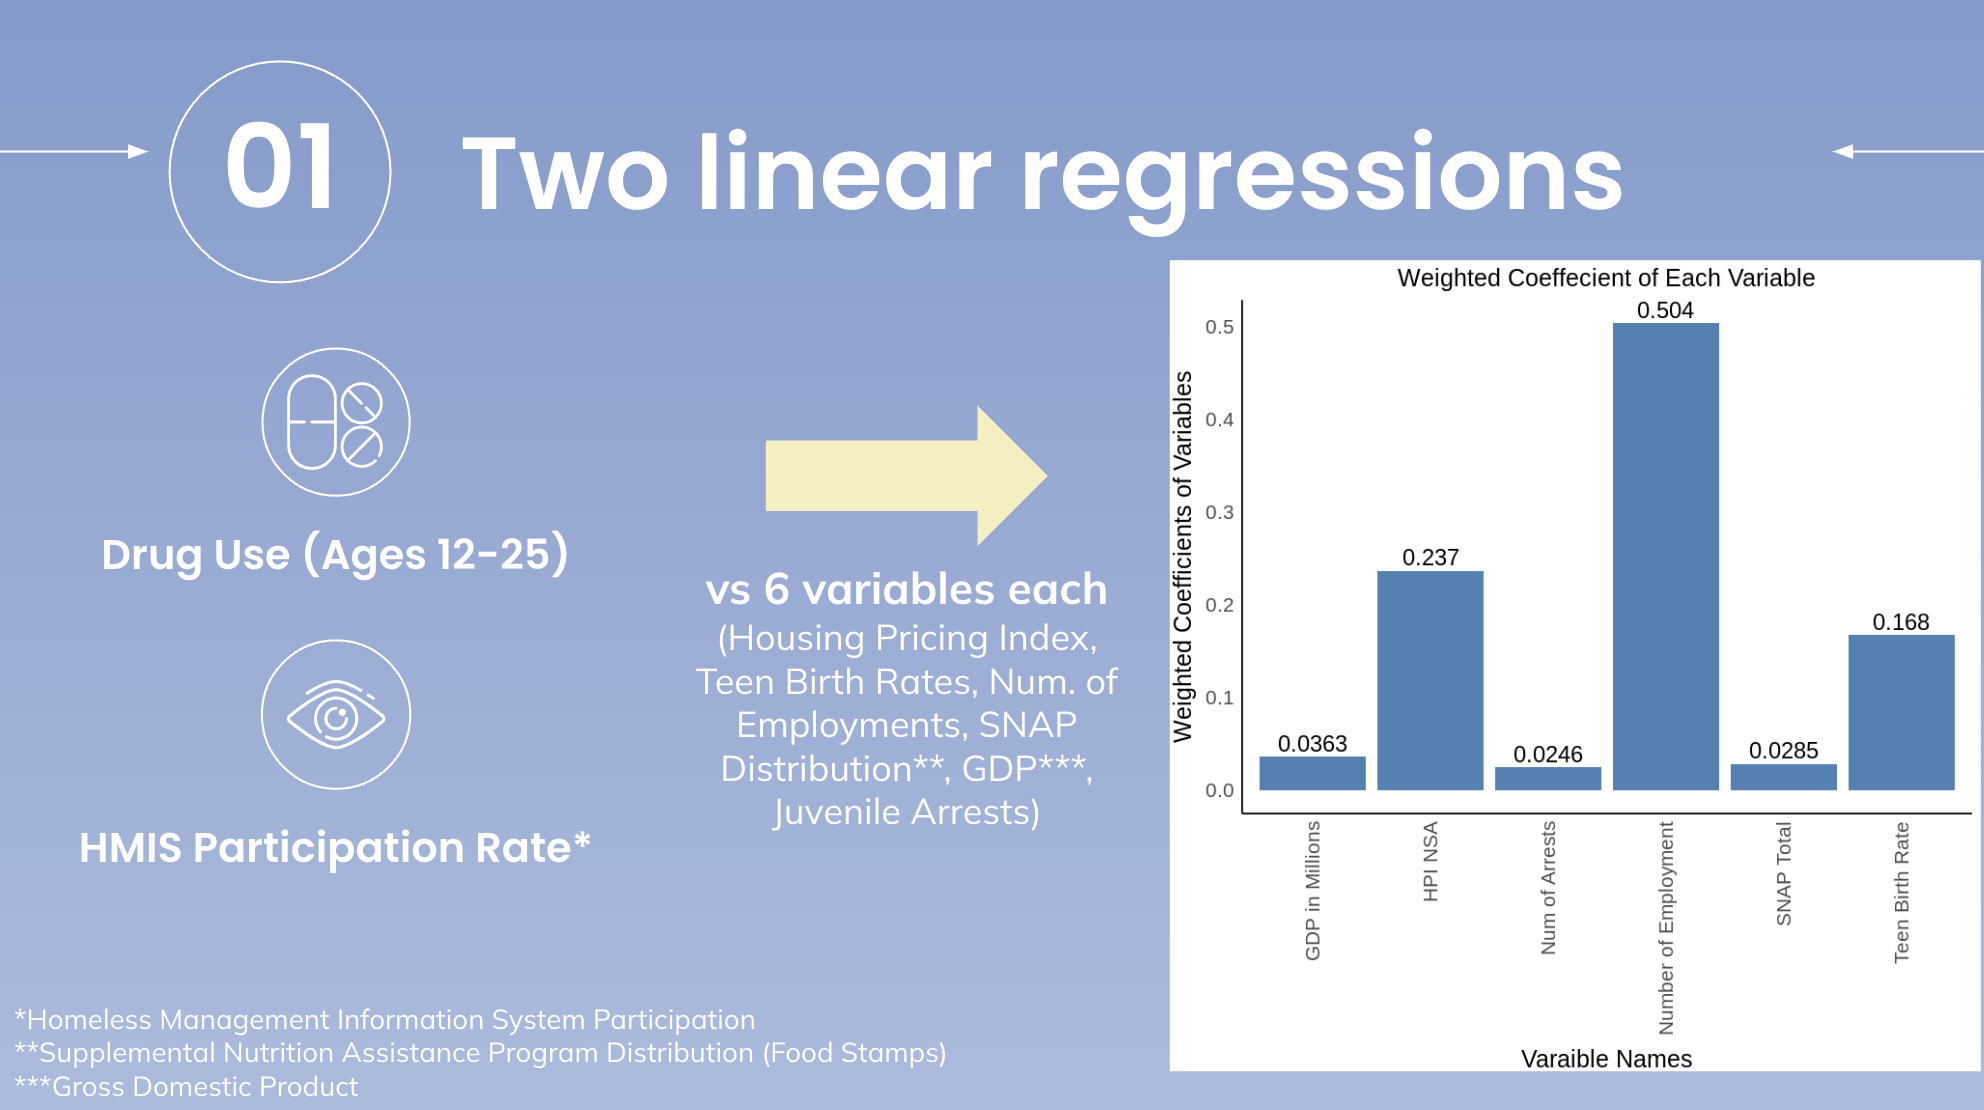 01
Two linear regressions
Drug Use (Ages 12-25)
HMIS Participation Rate*
vs 6 variables each
(Housing Pricing Index,
Teen Birth Rates, Num. of
Employments, SNAP
Distribution**, GDP***,
Juvenile Arrests)
Weighted Coeffecient of Each Variable
Weighted Coefficients of Variables
0.5
0.4
0.3
0.2
0.1
0.0
0.0363
0.237
0.0246
0.504
0.0285
0.168
GDP in Millions
HPI NSA
Num of Arrests
Number of Employment
SNAP Total
Teen Birth Rate
Varaible Names
*Homeless Management Information System Participation
**Supplemental Nutrition Assistance Program Distribution (Food Stamps)
***Gross Domestic Product